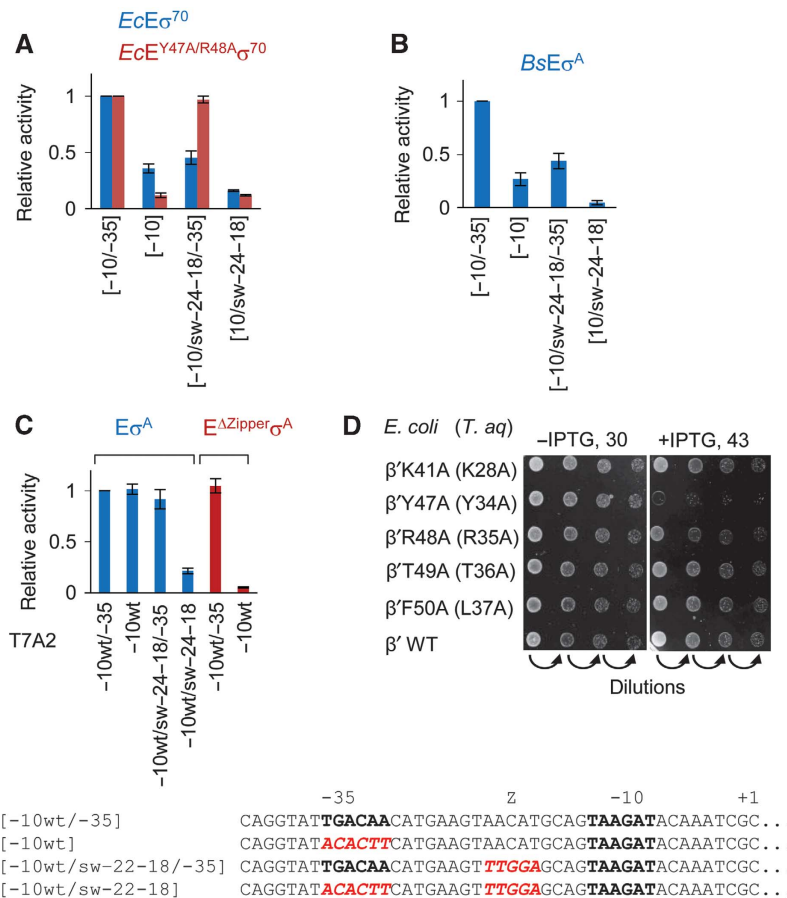 A
EcEσ70
EcEY47A/R48Aσ70
Relative activity
1
0.5
0
[−10/−35]
[−10]
[−10/sw−24−18/−35]
[10/sw−24−18]
B
BsEσA
Relative activity
1
0.5
0
[−10/−35]
[−10]
[−10/sw−24−18/−35]
[10/sw−24−18]
C
EσA
EΔZipperσA
Relative activity
1
0.5
0
T7A2
−10wt/−35
−10wt
−10wt/sw−24−18/−35
−10wt/sw−24−18
−10wt/−35
−10wt
D
E. coli (T. aq)
−IPTG, 30
+IPTG, 43
β′K41A (K28A)
β′Y47A (Y34A)
β′R48A (R35A)
β′T49A (T36A)
β′F50A (L37A)
β′ WT
Dilutions
−35 Z −10 +1
[−10wt/−35] CAGGTATTGACAACATGAAGTAACATGCAGTAAGATACAAATCGC..
[−10wt] CAGGTATACACTTCATGAAGTAACATGCAGTAAGATACAAATCGC..
[−10wt/sw−22−18/−35] CAGGTATTGACAACATGAAGTTTGGAGCAGTAAGATACAAATCGC..
[−10wt/sw−22−18] CAGGTATACACTTCATGAAGTTTGGAGCAGTAAGATACAAATCGC..